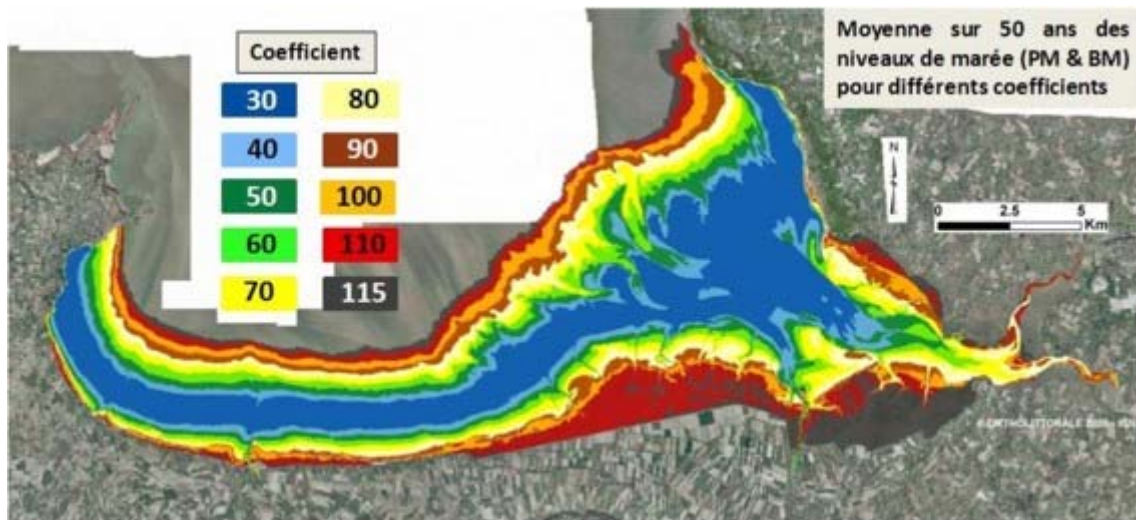 Moyenne sur 50 ans des
niveaux de marée (PM & BM)
pour différents coefficients
Coefficient
30 80
40 90
50 100
60 110
70 115
N
0 2.5 5
Km
© ORTHOLITTORALE